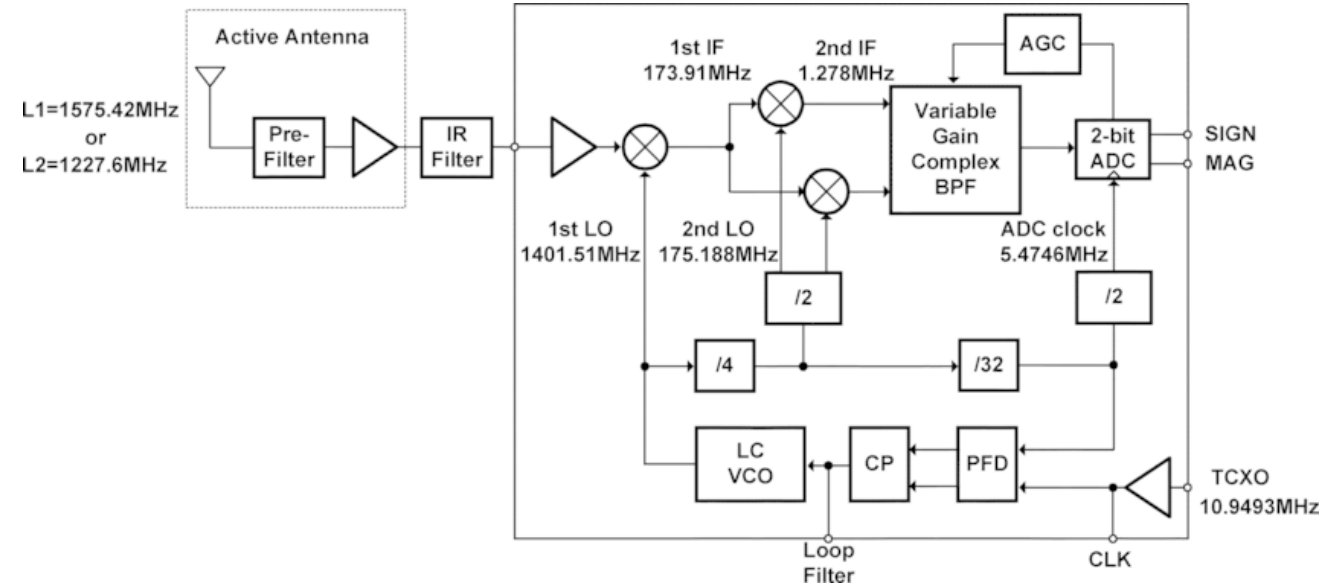 Active Antenna
L1=1575.42MHz
or
L2=1227.6MHz
Pre-
Filter
IR
Filter
1st IF
173.91MHz
2nd IF
1.278MHz
AGC
Variable
Gain
Complex
BPF
2-bit
ADC
SIGN
MAG
1st LO
1401.51MHz
2nd LO
175.188MHz
ADC clock
5.4746MHz
/2
/2
/4
/32
LC
VCO
CP
PFD
TCXO
10.9493MHz
Loop
Filter
CLK